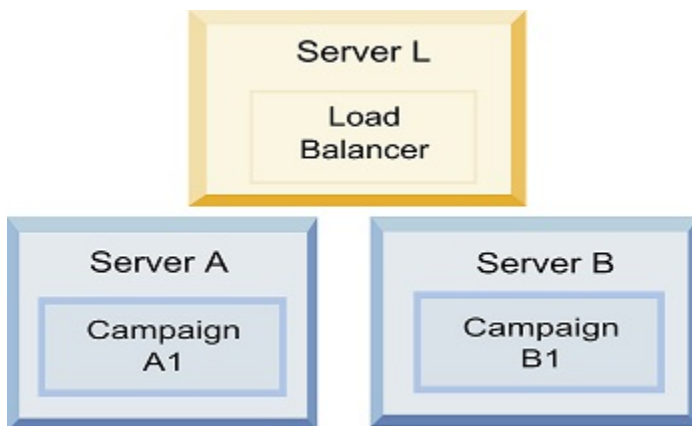 Server L
Load
Balancer
Server A
Campaign
A1
Server B
Campaign
B1